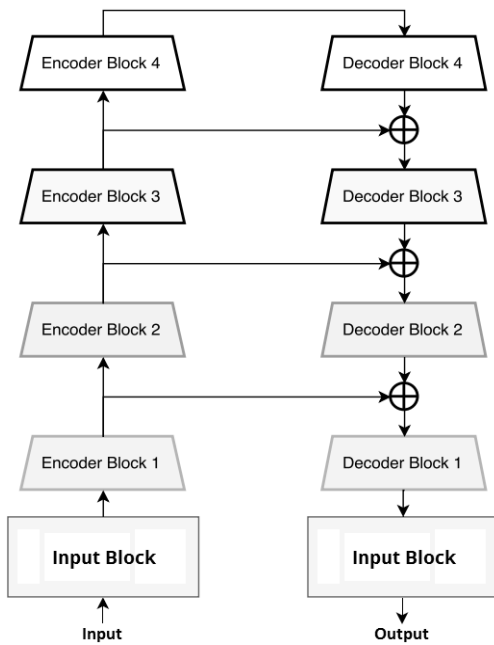 Encoder Block 4
Decoder Block 4
Encoder Block 3
Decoder Block 3
Encoder Block 2
Decoder Block 2
Encoder Block 1
Decoder Block 1
Input Block
Input Block
Input
Output